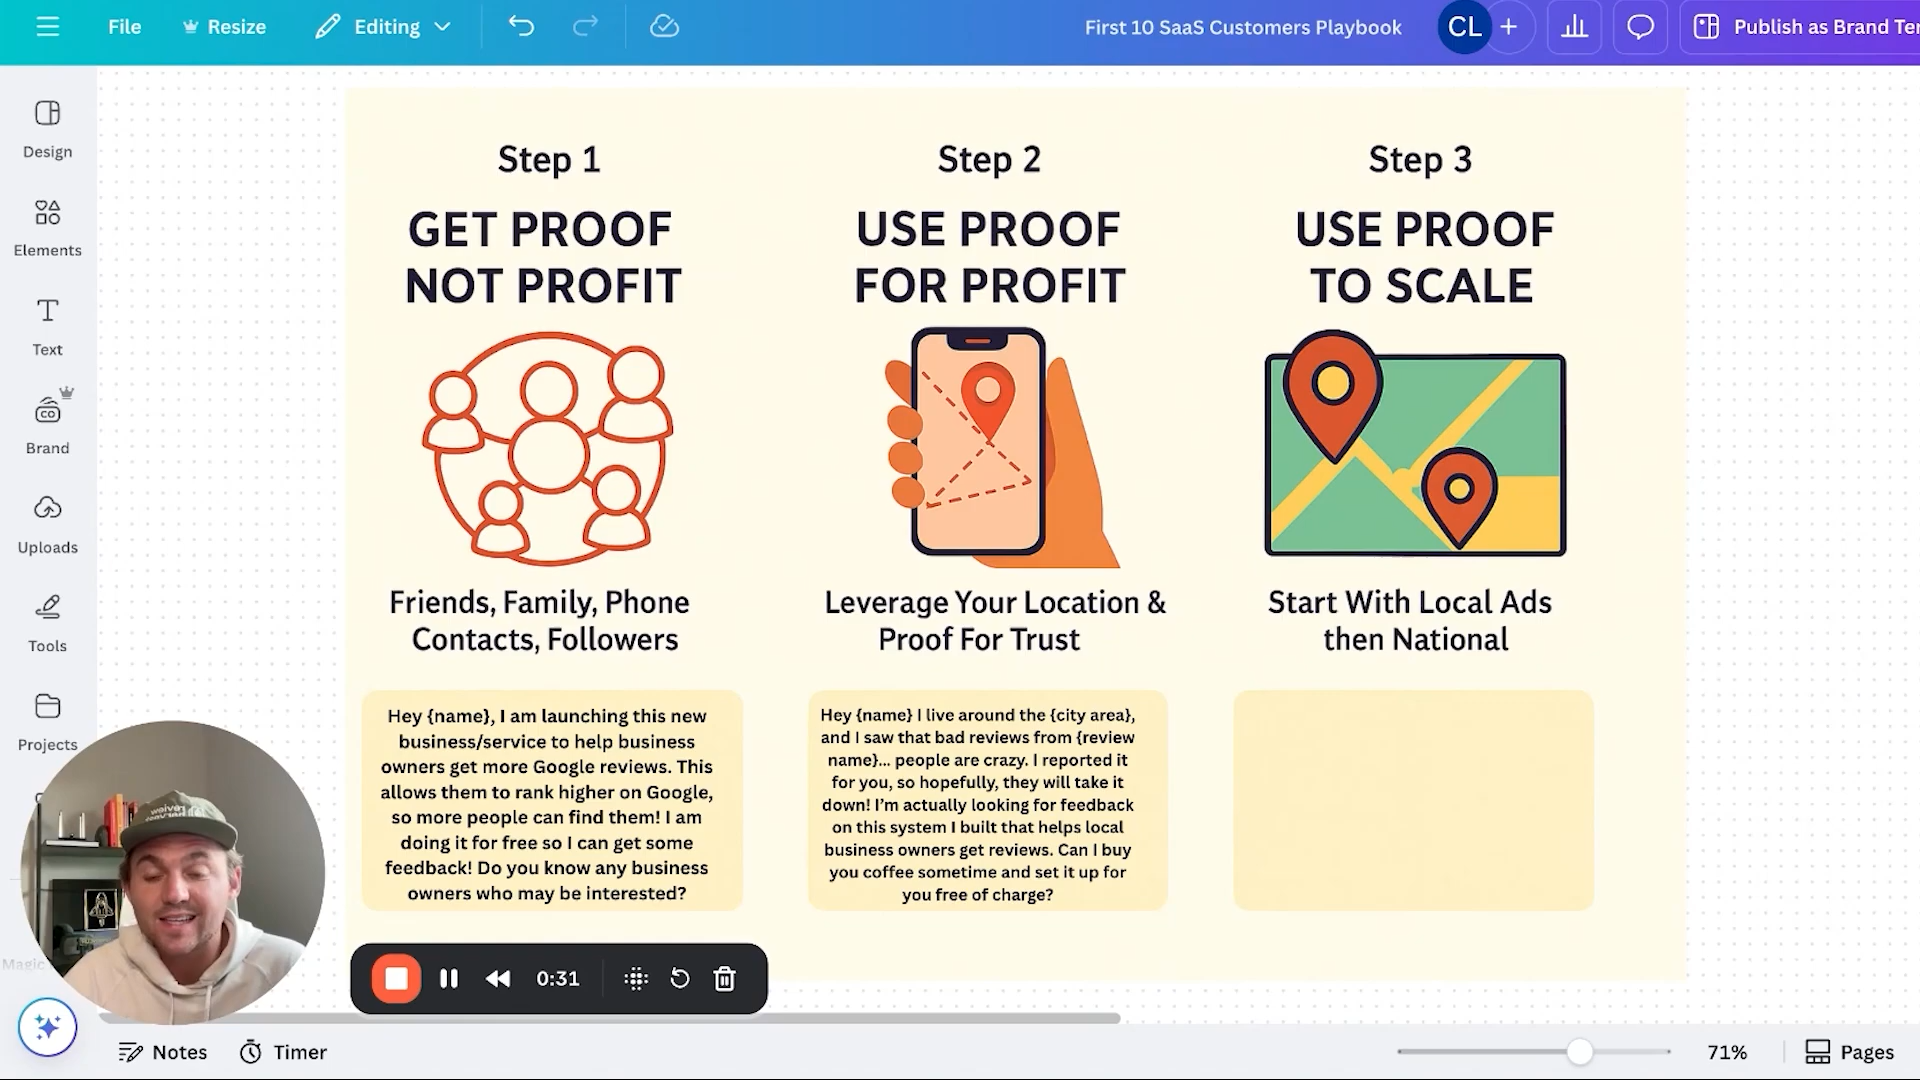 File
Resize
Editing
First 10 SaaS Customers Playbook
CL
Publish as Brand Te
Design
Elements
Text
Brand
Uploads
Tools
Projects
Magic
Step 1
GET PROOF
NOT PROFIT
Friends, Family, Phone
Contacts, Followers
Hey {name}, I am launching this new
business/service to help business
owners get more Google reviews. This
allows them to rank higher on Google,
so more people can find them! I am
doing it for free so I can get some
feedback! Do you know any business
owners who may be interested?
Step 2
USE PROOF
FOR PROFIT
Leverage Your Location &
Proof For Trust
Hey {name} I live around the {city area},
and I saw that bad reviews from {review
name}... people are crazy. I reported it
for you, so hopefully, they will take it
down! I'm actually looking for feedback
on this system I built that helps local
business owners get reviews. Can I buy
you coffee sometime and set it up for
you free of charge?
Step 3
USE PROOF
TO SCALE
Start With Local Ads
then National
0:31
Notes
Timer
71%
Pages